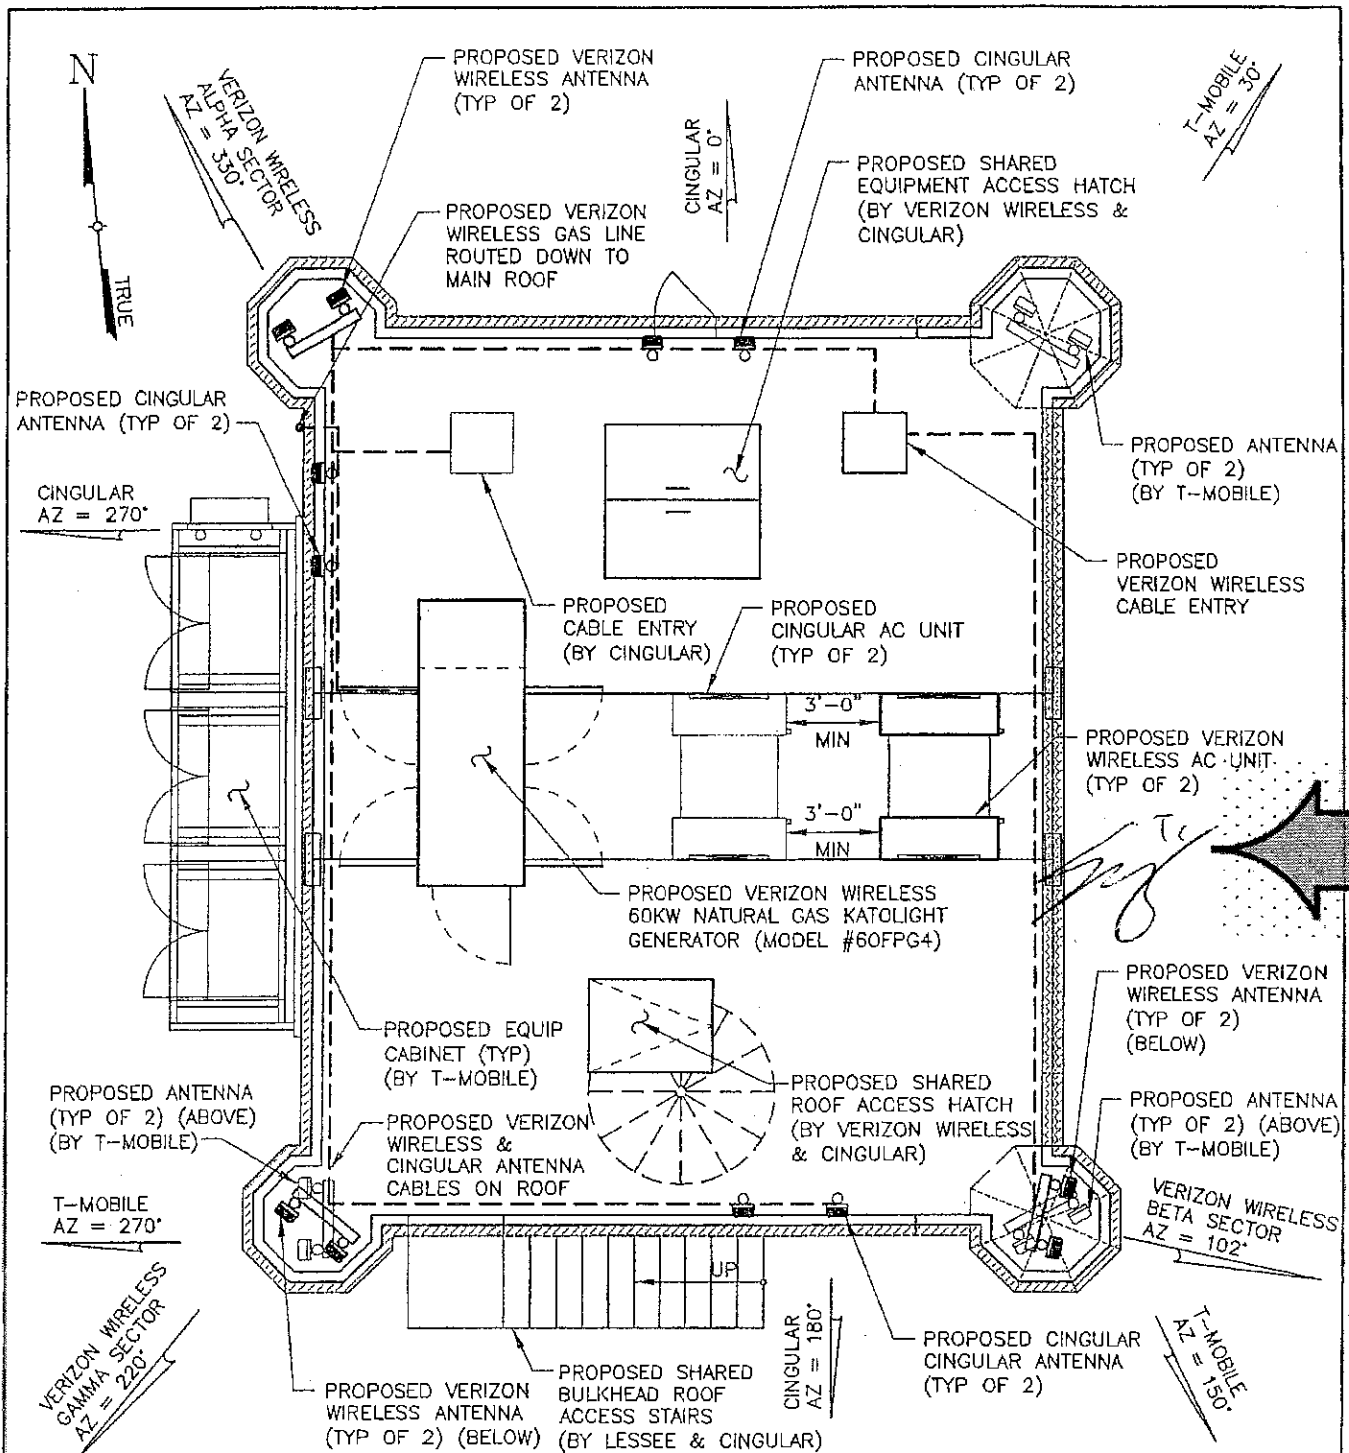 N
TRUE
VERIZON WIRELESS
ALPHA SECTOR
AZ = 330°
PROPOSED VERIZON
WIRELESS ANTENNA
(TYP OF 2)
PROPOSED CINGULAR
ANTENNA (TYP OF 2)
T-MOBILE
AZ = 30°
CINGULAR
AZ = 0°
PROPOSED SHARED
EQUIPMENT ACCESS HATCH
(BY VERIZON WIRELESS &
CINGULAR)
PROPOSED VERIZON
WIRELESS GAS LINE
ROUTED DOWN TO
MAIN ROOF
PROPOSED CINGULAR
ANTENNA (TYP OF 2)
PROPOSED ANTENNA
(TYP OF 2)
(BY T-MOBILE)
CINGULAR
AZ = 270°
PROPOSED
VERIZON WIRELESS
CABLE ENTRY
PROPOSED
CABLE ENTRY
(BY CINGULAR)
PROPOSED
CINGULAR AC UNIT
(TYP OF 2)
3'-0"
MIN
PROPOSED VERIZON
WIRELESS AC UNIT
(TYP OF 2)
3'-0"
MIN
PROPOSED VERIZON WIRELESS
60KW NATURAL GAS KATOLIGHT
GENERATOR (MODEL #60FPG4)
PROPOSED VERIZON
WIRELESS ANTENNA
(TYP OF 2)
(BELOW)
PROPOSED EQUIP
CABINET (TYP)
(BY T-MOBILE)
PROPOSED ANTENNA
(TYP OF 2) (ABOVE)
(BY T-MOBILE)
PROPOSED SHARED
ROOF ACCESS HATCH
(BY VERIZON WIRELESS
& CINGULAR)
PROPOSED ANTENNA
(TYP OF 2) (ABOVE)
(BY T-MOBILE)
PROPOSED VERIZON
WIRELESS &
CINGULAR ANTENNA
CABLES ON ROOF
T-MOBILE
AZ = 270°
VERIZON WIRELESS
BETA SECTOR
AZ = 102°
UP
VERIZON WIRELESS
GAMMA SECTOR
AZ = 220°
CINGULAR
AZ = 180°
T-MOBILE
AZ = 150°
PROPOSED CINGULAR
CINGULAR ANTENNA
(TYP OF 2)
PROPOSED VERIZON
WIRELESS ANTENNA
(TYP OF 2) (BELOW)
PROPOSED SHARED
BULKHEAD ROOF
ACCESS STAIRS
(BY LESSEE & CINGULAR)